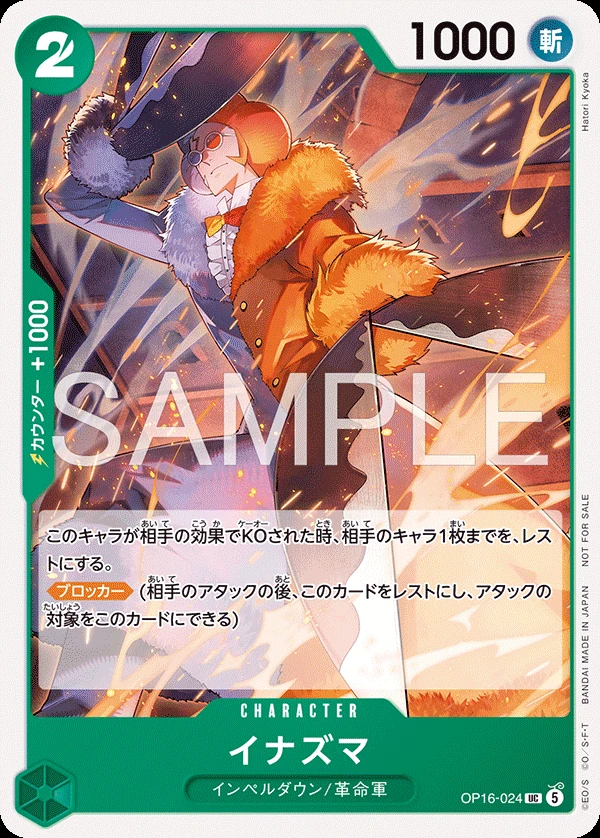 2
1000
斬
Hatori Kyoka
カウンター +1000
SAMPLE
このキャラが相手の効果でKOされた時、相手のキャラ1枚までを、レス
トにする。
ブロッカー (相手のアタックの後、このカードをレストにし、アタックの
対象をこのカードにできる)
CHARACTER
イナズマ
インペルダウン/革命軍
OP16-024 UC 5
©EO/S ©O/S・F・T BANDAI MADE IN JAPAN NOT FOR SALE